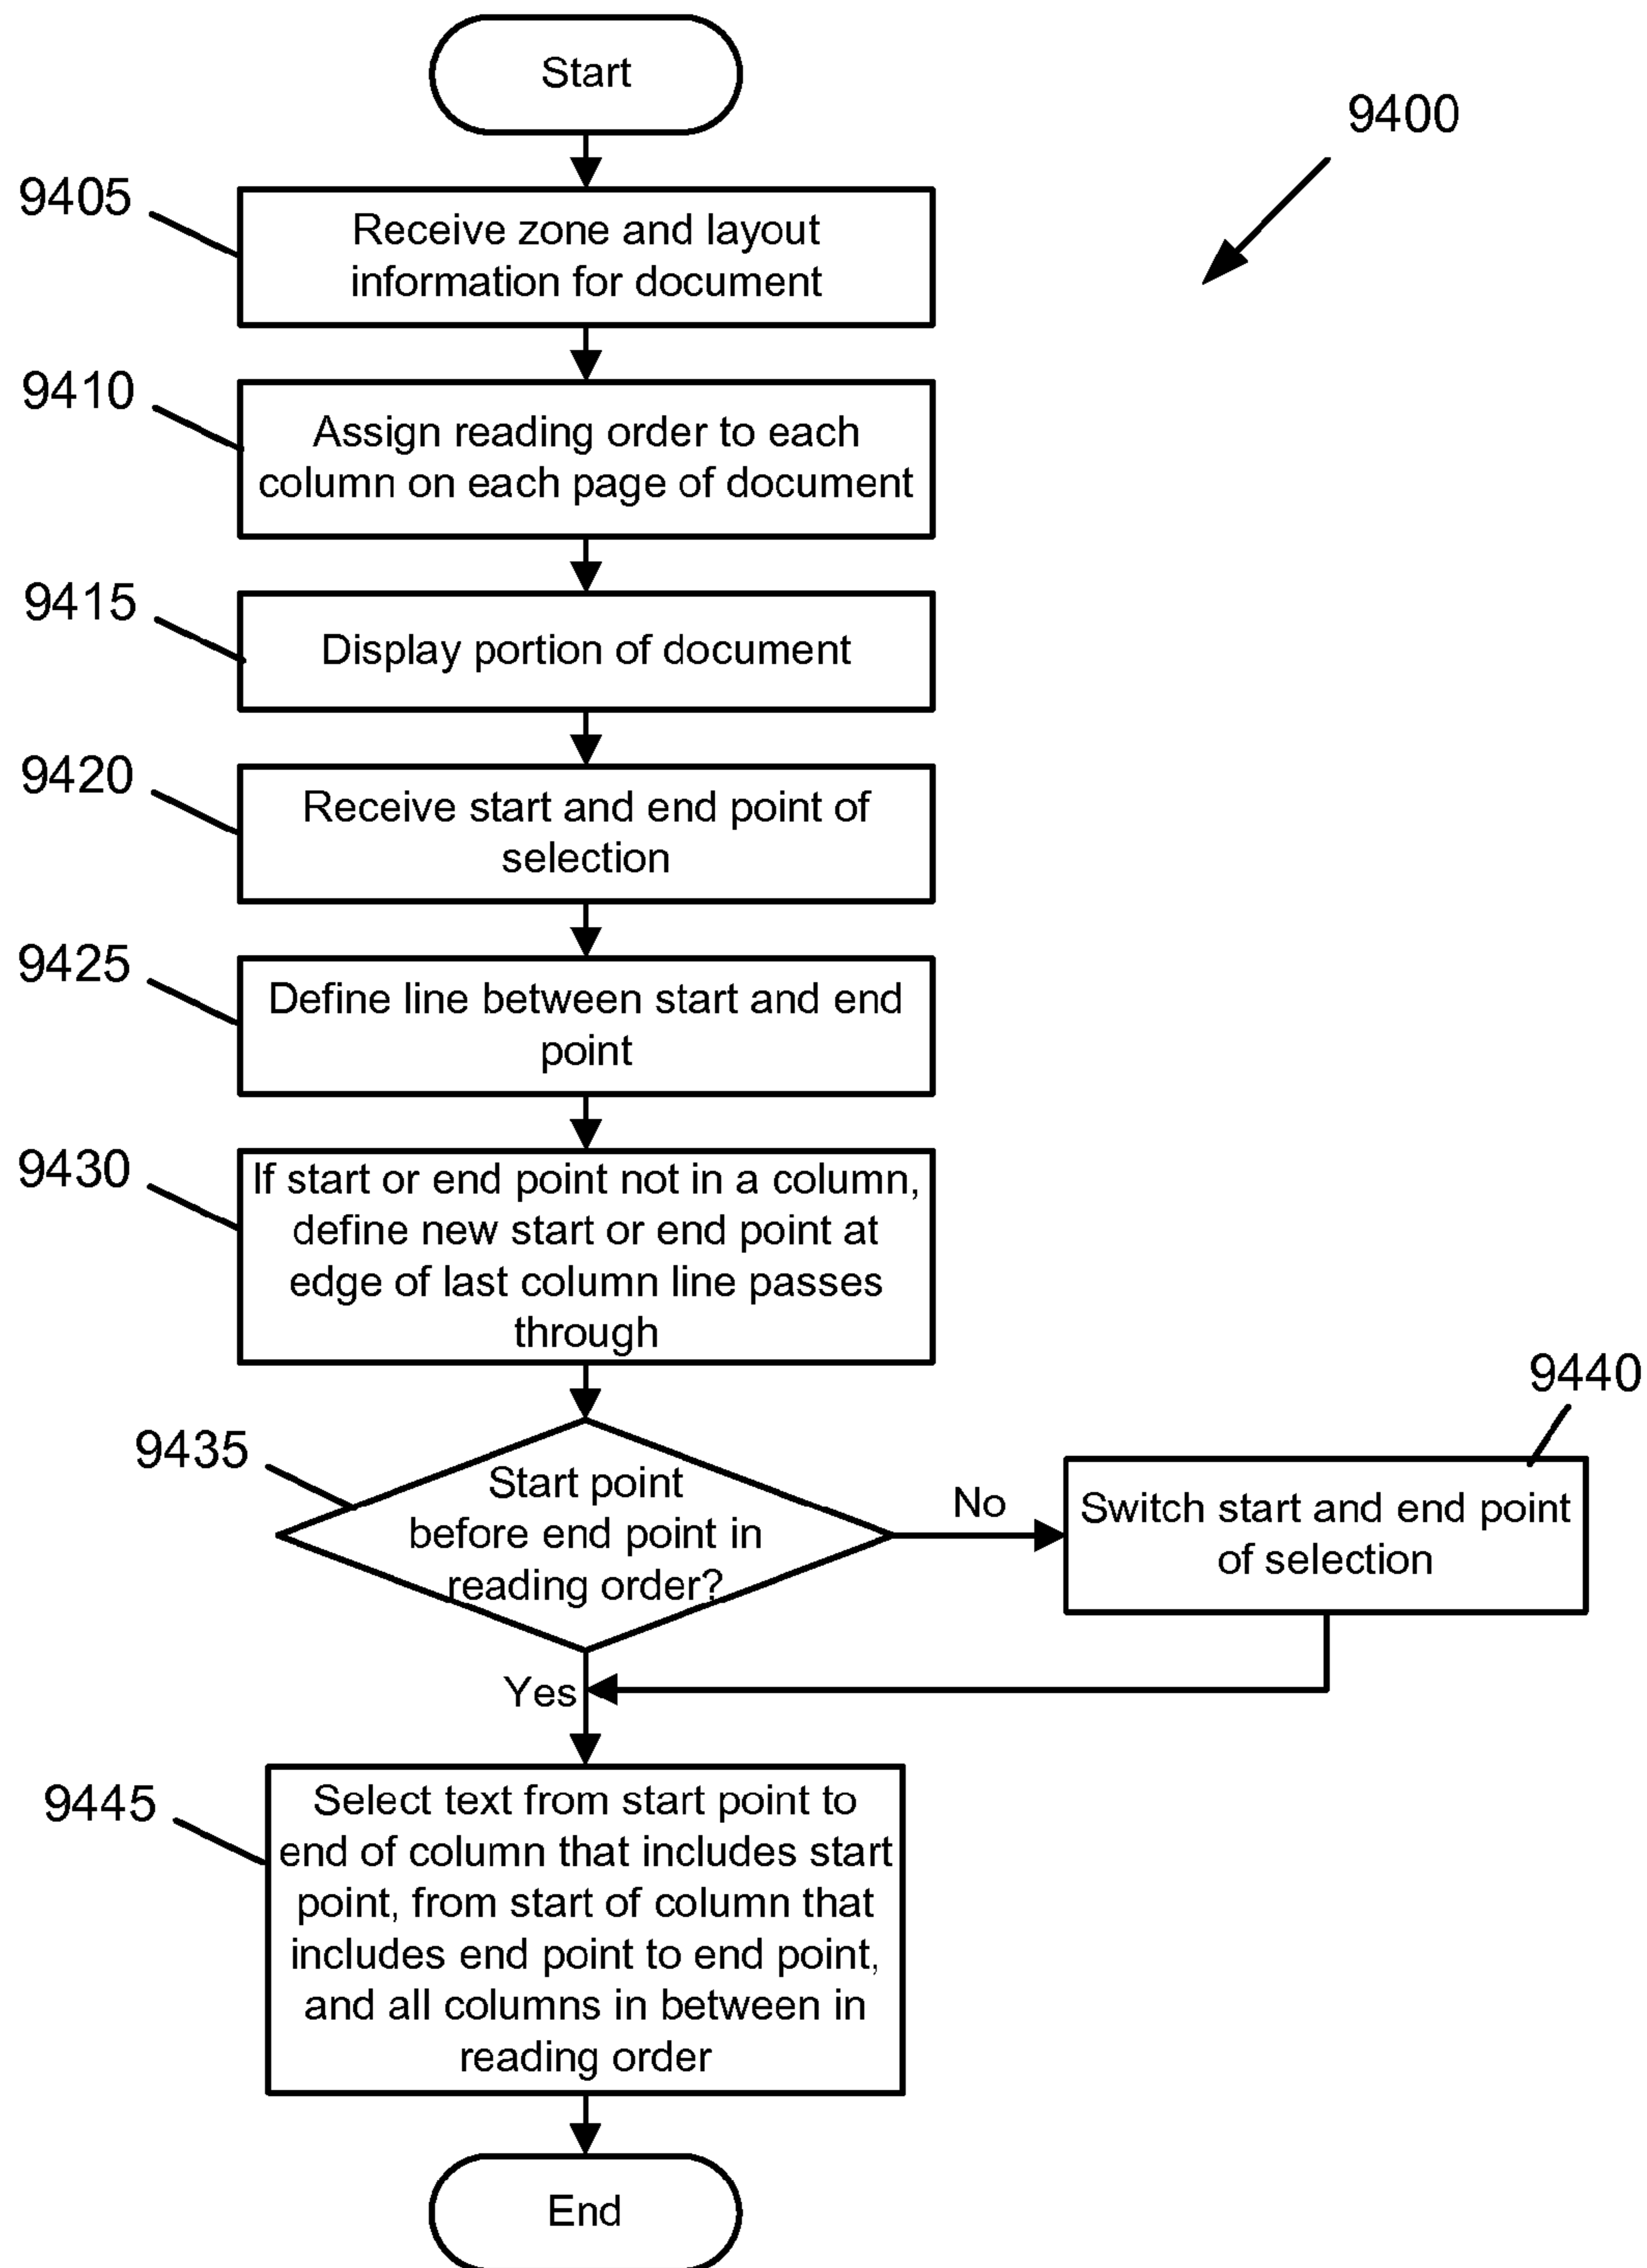 Start
9400
9405
Receive zone and layout
information for document
9410
Assign reading order to each
column on each page of document
9415
Display portion of document
9420
Receive start and end point of
selection
9425
Define line between start and end
point
9430
If start or end point not in a column,
define new start or end point at
edge of last column line passes
through
9435
Start point
before end point in
reading order?
No
9440
Switch start and end point
of selection
Yes
9445
Select text from start point to
end of column that includes start
point, from start of column that
includes end point to end point,
and all columns in between in
reading order
End